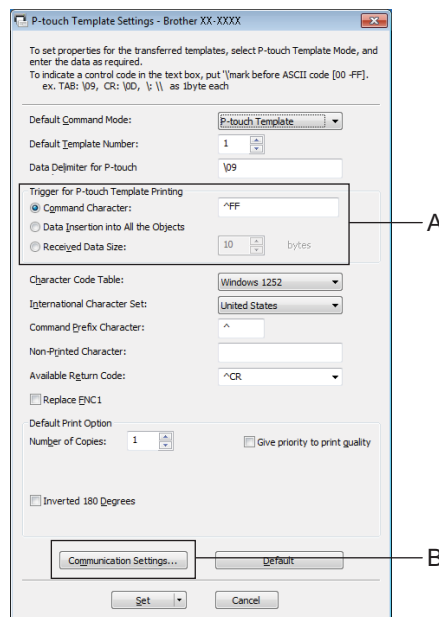 P-touch Template Settings - Brother XX-XXXX
To set properties for the transferred templates, select P-touch Template Mode, and
enter the data as required.
To indicate a control code in the text box, put '\'mark before ASCII code [00 -FF].
ex. TAB: \09, CR: \0D, \; \\ as 1byte
each
Default Command Mode: P-touch Template
Default Template Number: 1
Data Delimiter for P-touch \09
Trigger for P-touch Template Printing
Command Character: ^FF
A
Data Insertion into All the Objects
Received Data Size: 10 bytes
Character Code Table: Windows 1252
International Character Set: United States
Command Prefix Character: ^
Non-Printed Character:
Available Return Code: ^CR
Replace FNC1
Default Print Option
Number of Copies: 1 Give priority to print quality
Inverted 180 Degrees
Communication Settings... Default
B
Set Cancel